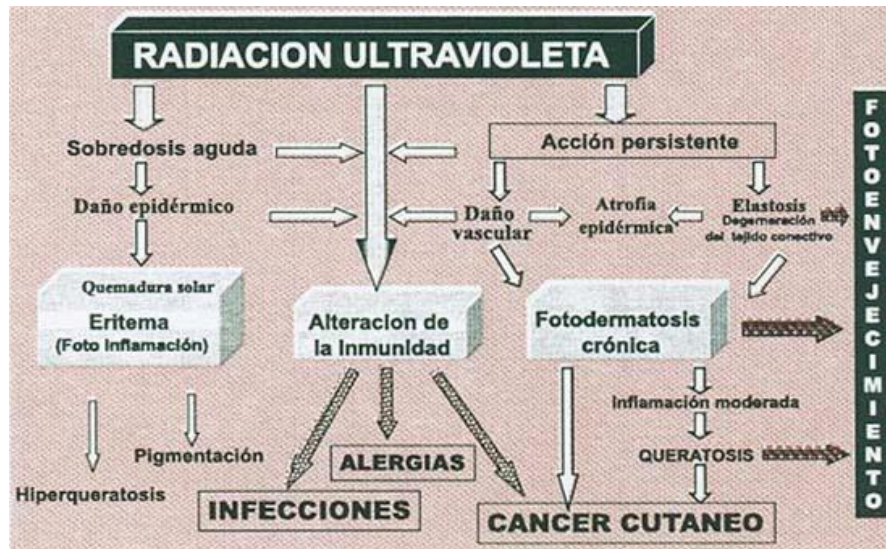 RADIACION ULTRAVIOLETA
Sobredosis aguda
Acción persistente
Daño epidérmico
Daño
vascular
Atrofia
epidérmica
Elastosis
Degeneración
del tejido conectivo
Quemadura solar
Eritema
(Foto Inflamación)
Alteracion de
la Inmunidad
Fotodermatosis
crónica
Inflamación moderada
Pigmentación
ALERGIAS
QUERATOSIS
Hiperqueratosis
INFECCIONES
CANCER CUTANEO
FOTOENVEJECIMIENTO